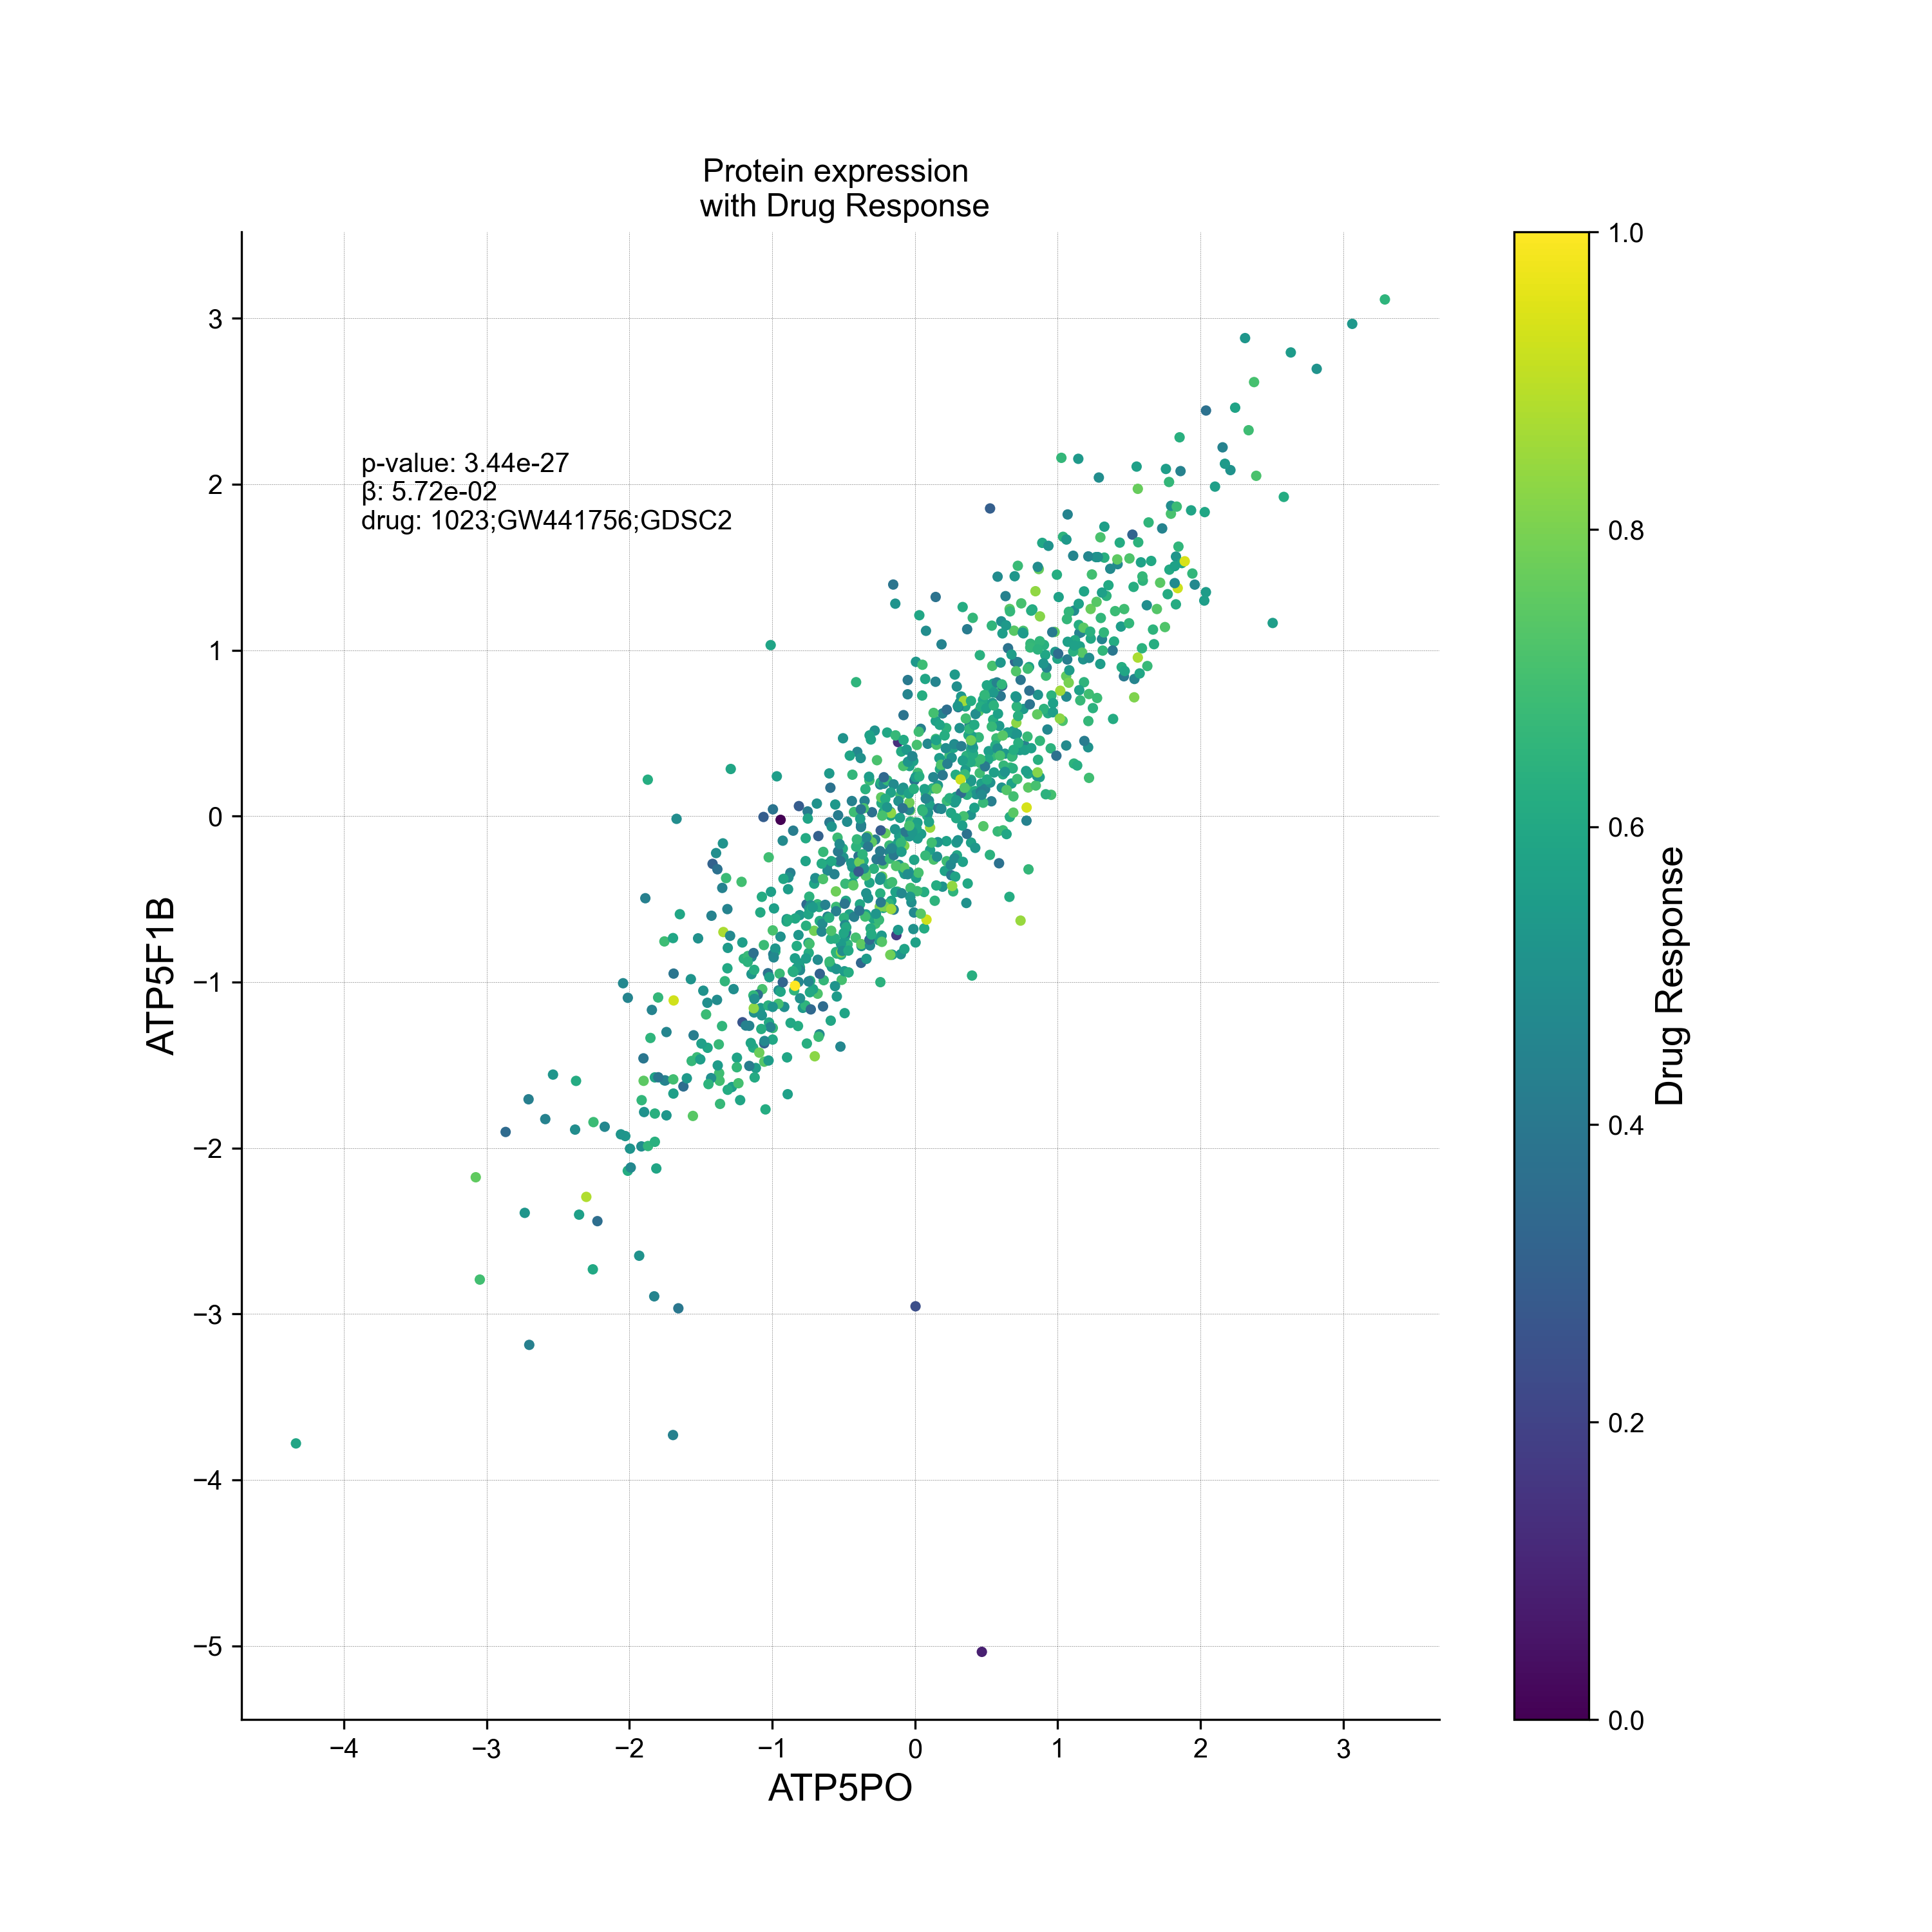 Protein expression
with Drug Response
p-value: 3.44e-27
β: 5.72e-02
drug: 1023;GW441756;GDSC2
ATP5F1B
3
2
1
0
−1
−2
−3
−4
−5
−4
−3
−2
−1
0
1
2
3
ATP5PO
1.0
0.8
0.6
0.4
0.2
0.0
Drug Response